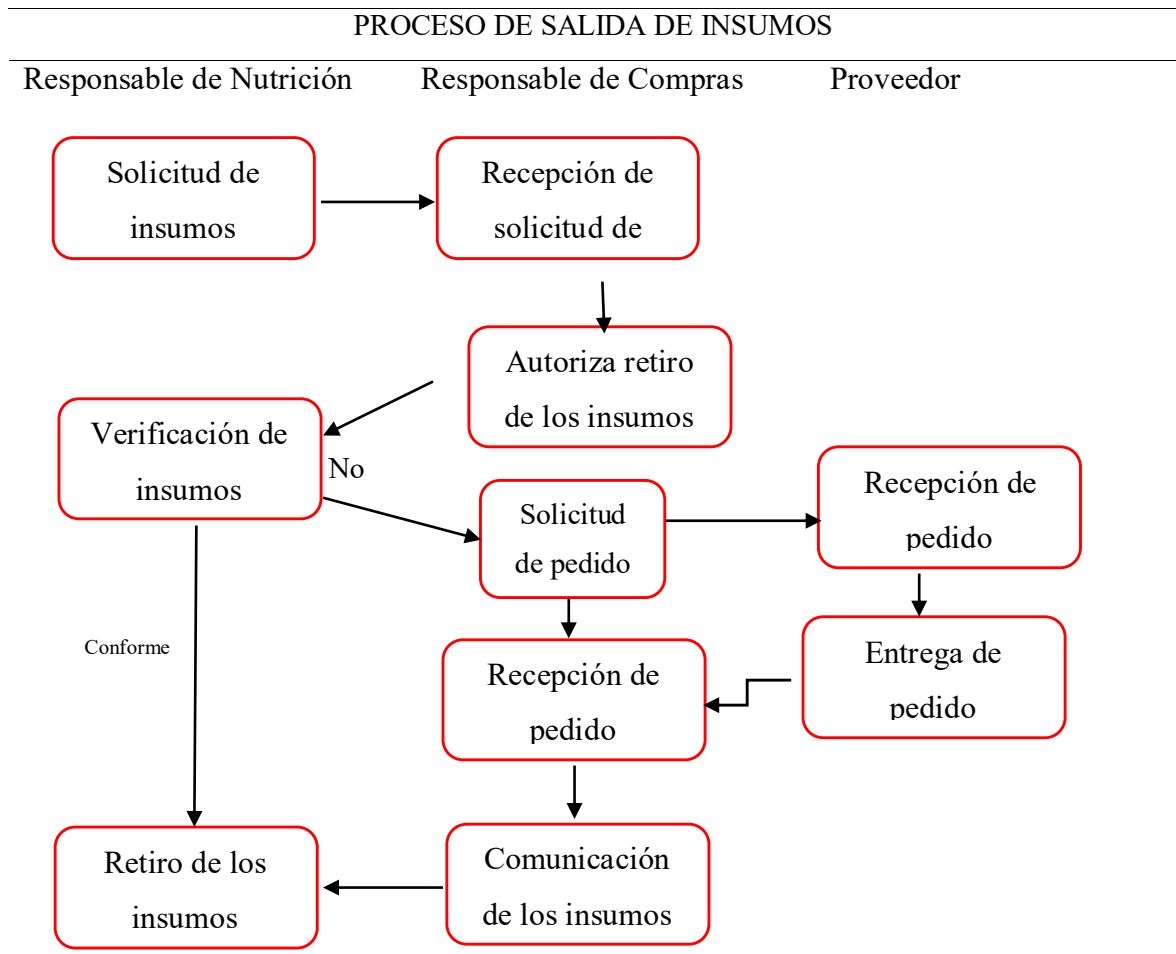 PROCESO DE SALIDA DE INSUMOS
Responsable de Nutrición Responsable de Compras Proveedor
Solicitud de
insumos
Recepción de
solicitud de
Autoriza retiro
de los insumos
Verificación de
insumos
No
Solicitud
de pedido
Recepción de
pedido
Conforme
Recepción de
pedido
Entrega de
pedido
Retiro de los
insumos
Comunicación
de los insumos